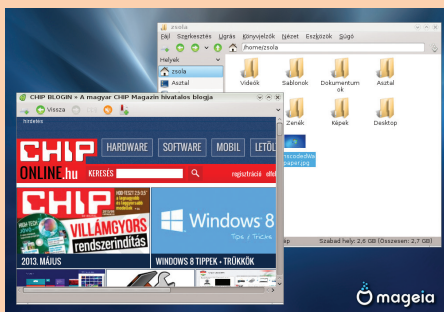 zsola
Fájl Szerkesztés Ugrás Könyvjelzők Nézet Eszközök Súgó
/home/zsola
Helyek
zsola
Asztal
Videók Sablonok Dokumentumok Asztal
Zenék Képek Desktop
paper.jpg
Szabad hely: 2,6 GB (Összesen: 2,7 GB)
CHIP BLOGIN » A magyar CHIP Magazin hivatalos blogja
Vissza
hirdetés
CHIP
ONLINE.hu
HARDWARE SOFTWARE MOBIL LETÖL
KERESÉS
regisztráció
CHIP
VILLÁMGYORS
rendszerindítás
Windows 8
Tips & Tricks
2013. MÁJUS
WINDOWS 8 TIPPEK + TRÜKKÖK
mageia